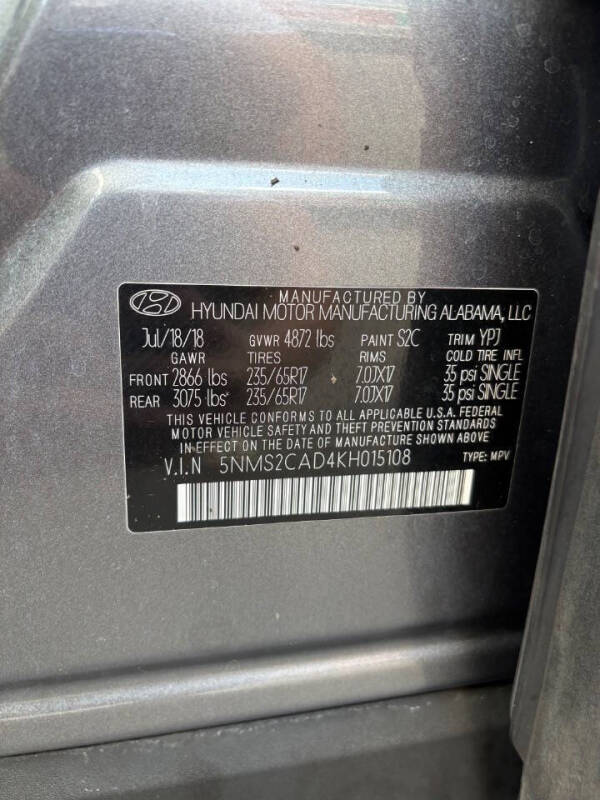 MANUFACTURED BY
HYUNDAI MOTOR MANUFACTURING ALABAMA, LLC
Jul/18/18 GVWR 4872 lbs PAINT S2C TRIM YPJ
GAWR TIRES RIMS COLD TIRE INFL
FRONT 2866 lbs 235/65R17 7.0JX17 35 psi SINGLE
REAR 3075 lbs 235/65R17 7.0JX17 35 psi SINGLE
THIS VEHICLE CONFORMS TO ALL APPLICABLE U.S.A. FEDERAL
MOTOR VEHICLE SAFETY AND THEFT PREVENTION STANDARDS
IN EFFECT ON THE DATE OF MANUFACTURE SHOWN ABOVE
V.I.N 5NMS2CAD4KH015108 TYPE: MPV